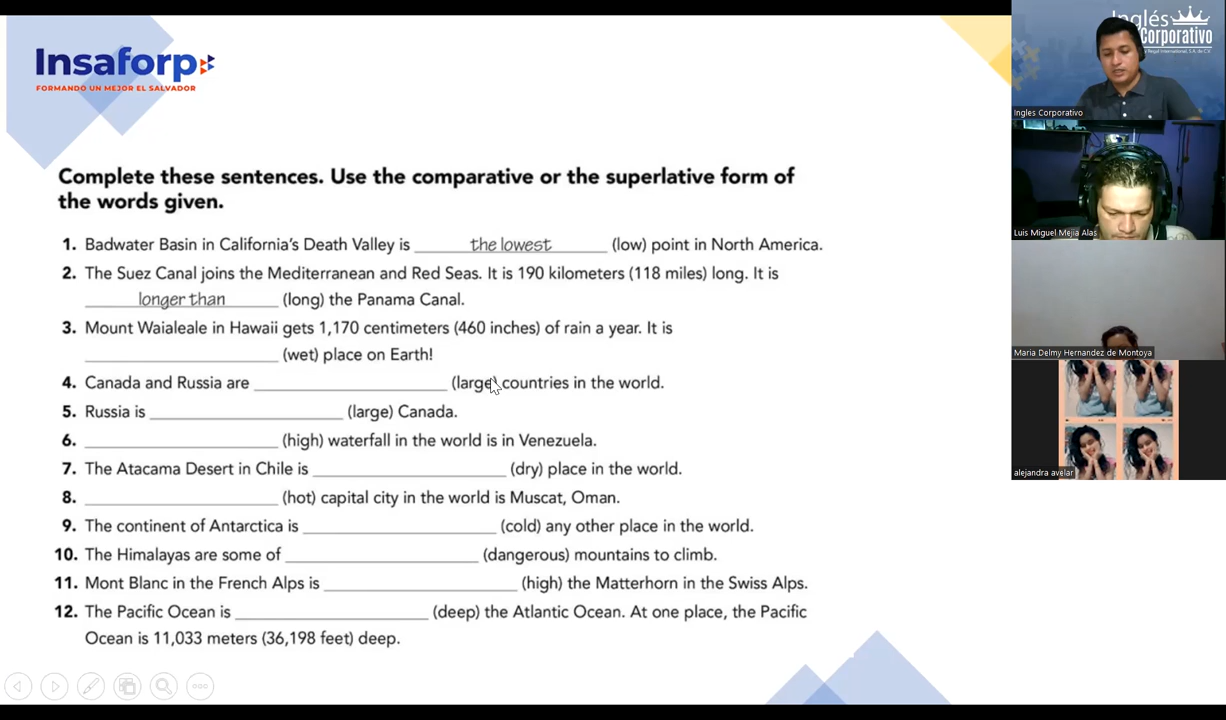 Insaforp
FORMANDO UN MEJOR EL SALVADOR
Complete these sentences. Use the comparative or the superlative form of
the words given.
1. Badwater Basin in California's Death Valley is the lowest (low) point in North America.
2. The Suez Canal joins the Mediterranean and Red Seas. It is 190 kilometers (118 miles) long. It is
longer than (long) the Panama Canal.
3. Mount Waialeale in Hawaii gets 1,170 centimeters (460 inches) of rain a year. It is
(wet) place on Earth!
4. Canada and Russia are (large) countries in the world.
5. Russia is (large) Canada.
6. (high) waterfall in the world is in Venezuela.
7. The Atacama Desert in Chile is (dry) place in the world.
8. (hot) capital city in the world is Muscat, Oman.
9. The continent of Antarctica is (cold) any other place in the world.
10. The Himalayas are some of (dangerous) mountains to climb.
11. Mont Blanc in the French Alps is (high) the Matterhorn in the Swiss Alps.
12. The Pacific Ocean is (deep) the Atlantic Ocean. At one place, the Pacific
Ocean is 11,033 meters (36,198 feet) deep.
Inglés
Corporativo
Ingles Corporativo
Luis Miguel Mejia Alas
Maria Delmy Hernandez de Montoya
alejandra avelar